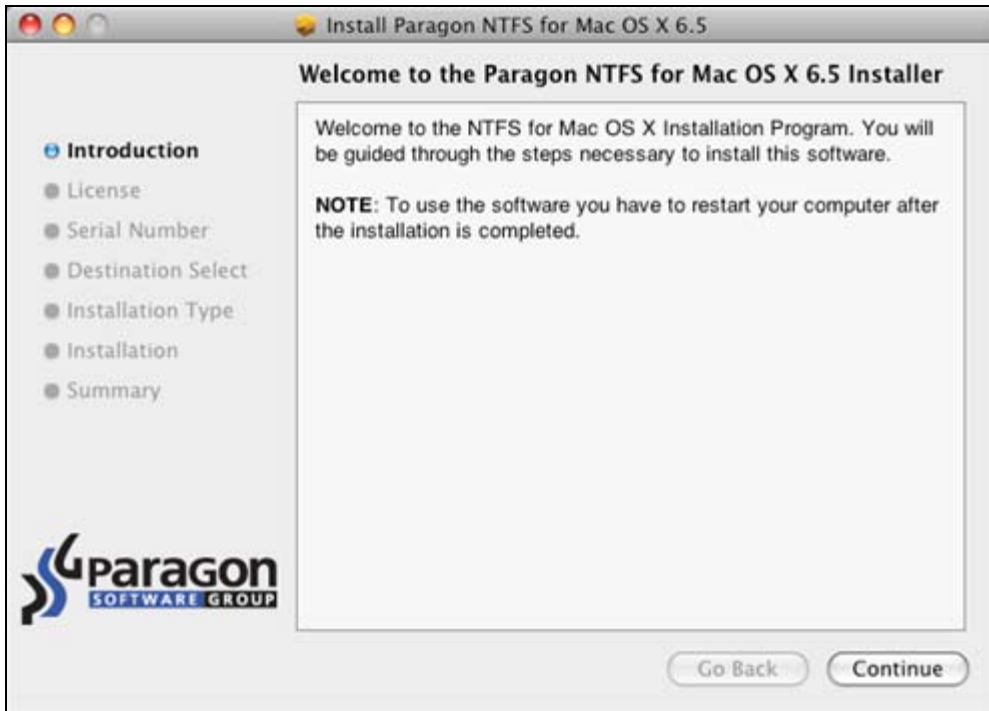 Install Paragon NTFS for Mac OS X 6.5
Welcome to the Paragon NTFS for Mac OS X 6.5 Installer
Introduction
License
Serial Number
Destination Select
Installation Type
Installation
Summary
Welcome to the NTFS for Mac OS X Installation Program. You will
be guided through the steps necessary to install this software.
NOTE: To use the software you have to restart your computer after
the installation is completed.
Paragon
SOFTWARE GROUP
Go Back
Continue